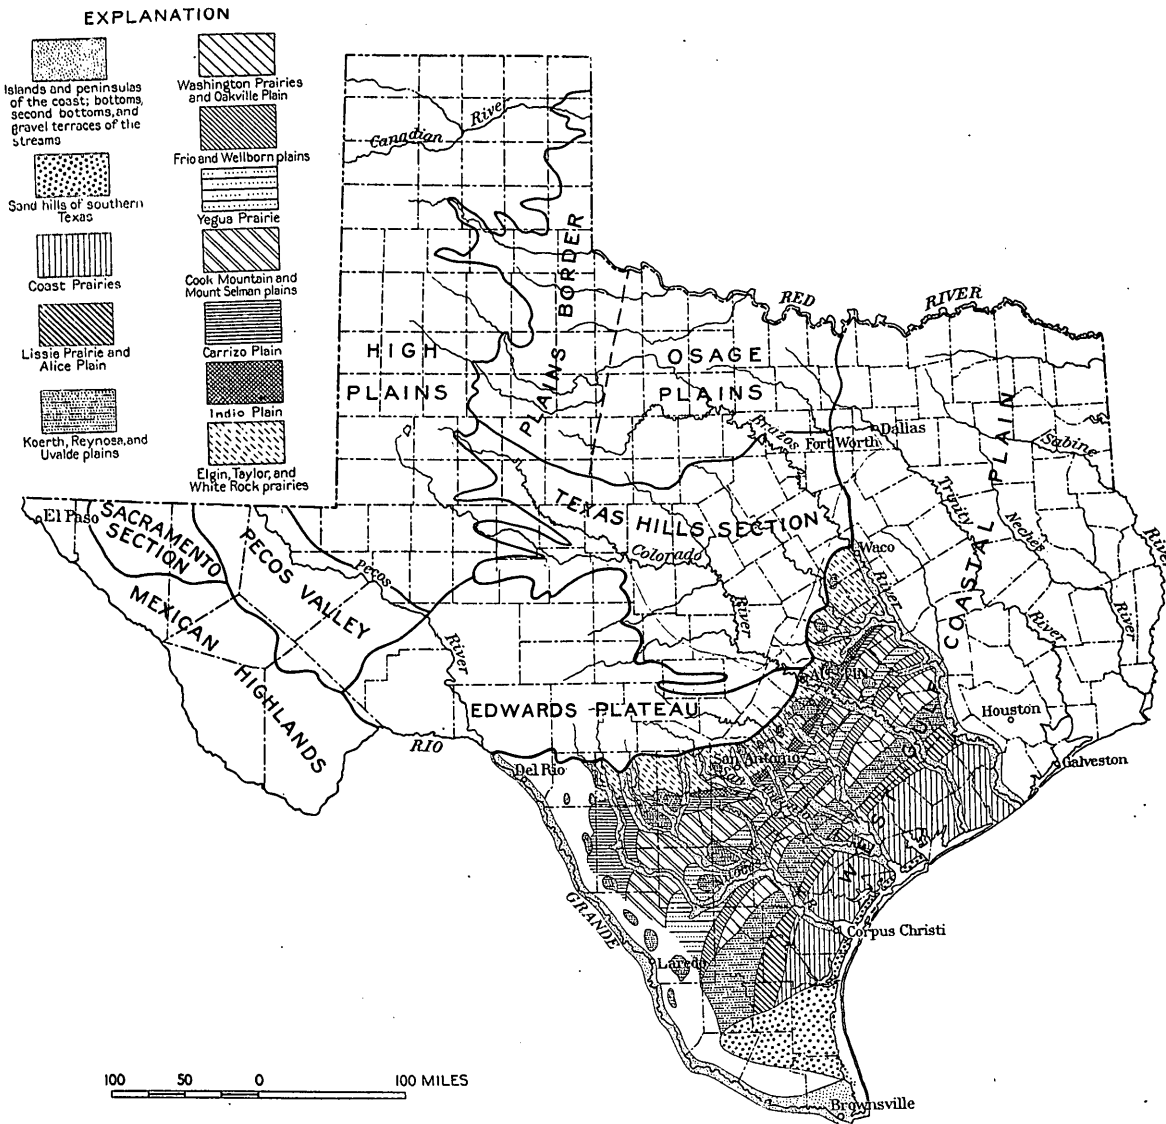 EXPLANATION
Islands and peninsulas
of the coast; bottoms,
second bottoms, and
gravel terraces of the
streams
Sand hills of southern
Texas
Coast Prairies
Lissie Prairie and
Alice Plain
Koerth, Reynosa, and
Uvalde plains
Washington Prairies
and Oakville Plain
Frio and Wellborn plains
Yegua Prairie
Cook Mountain and
Mount Selman plains
Carrizo Plain
Indio Plain
Elgin, Taylor, and
White Rock prairies
Canadian River
HIGH
PLAINS
PLAINS BORDER
OSAGE
PLAINS
RED RIVER
Brazos
Fort Worth
Dallas
Sabine
River
TEXAS HILLS SECTION
Trinity
Neches
River
River
COASTAL PLAIN
El Paso
SACRAMENTO
SECTION
PECOS VALLEY
Pecos
River
MEXICAN
HIGHLANDS
Colorado
River
Waco
River
AUSTIN
EDWARDS PLATEAU
RIO
GRANDE
Del Rio
San Antonio
San
Houston
Galveston
WEST GULF
Nueces
Corpus Christi
Laredo
Brownsville
100 50 0 100 MILES